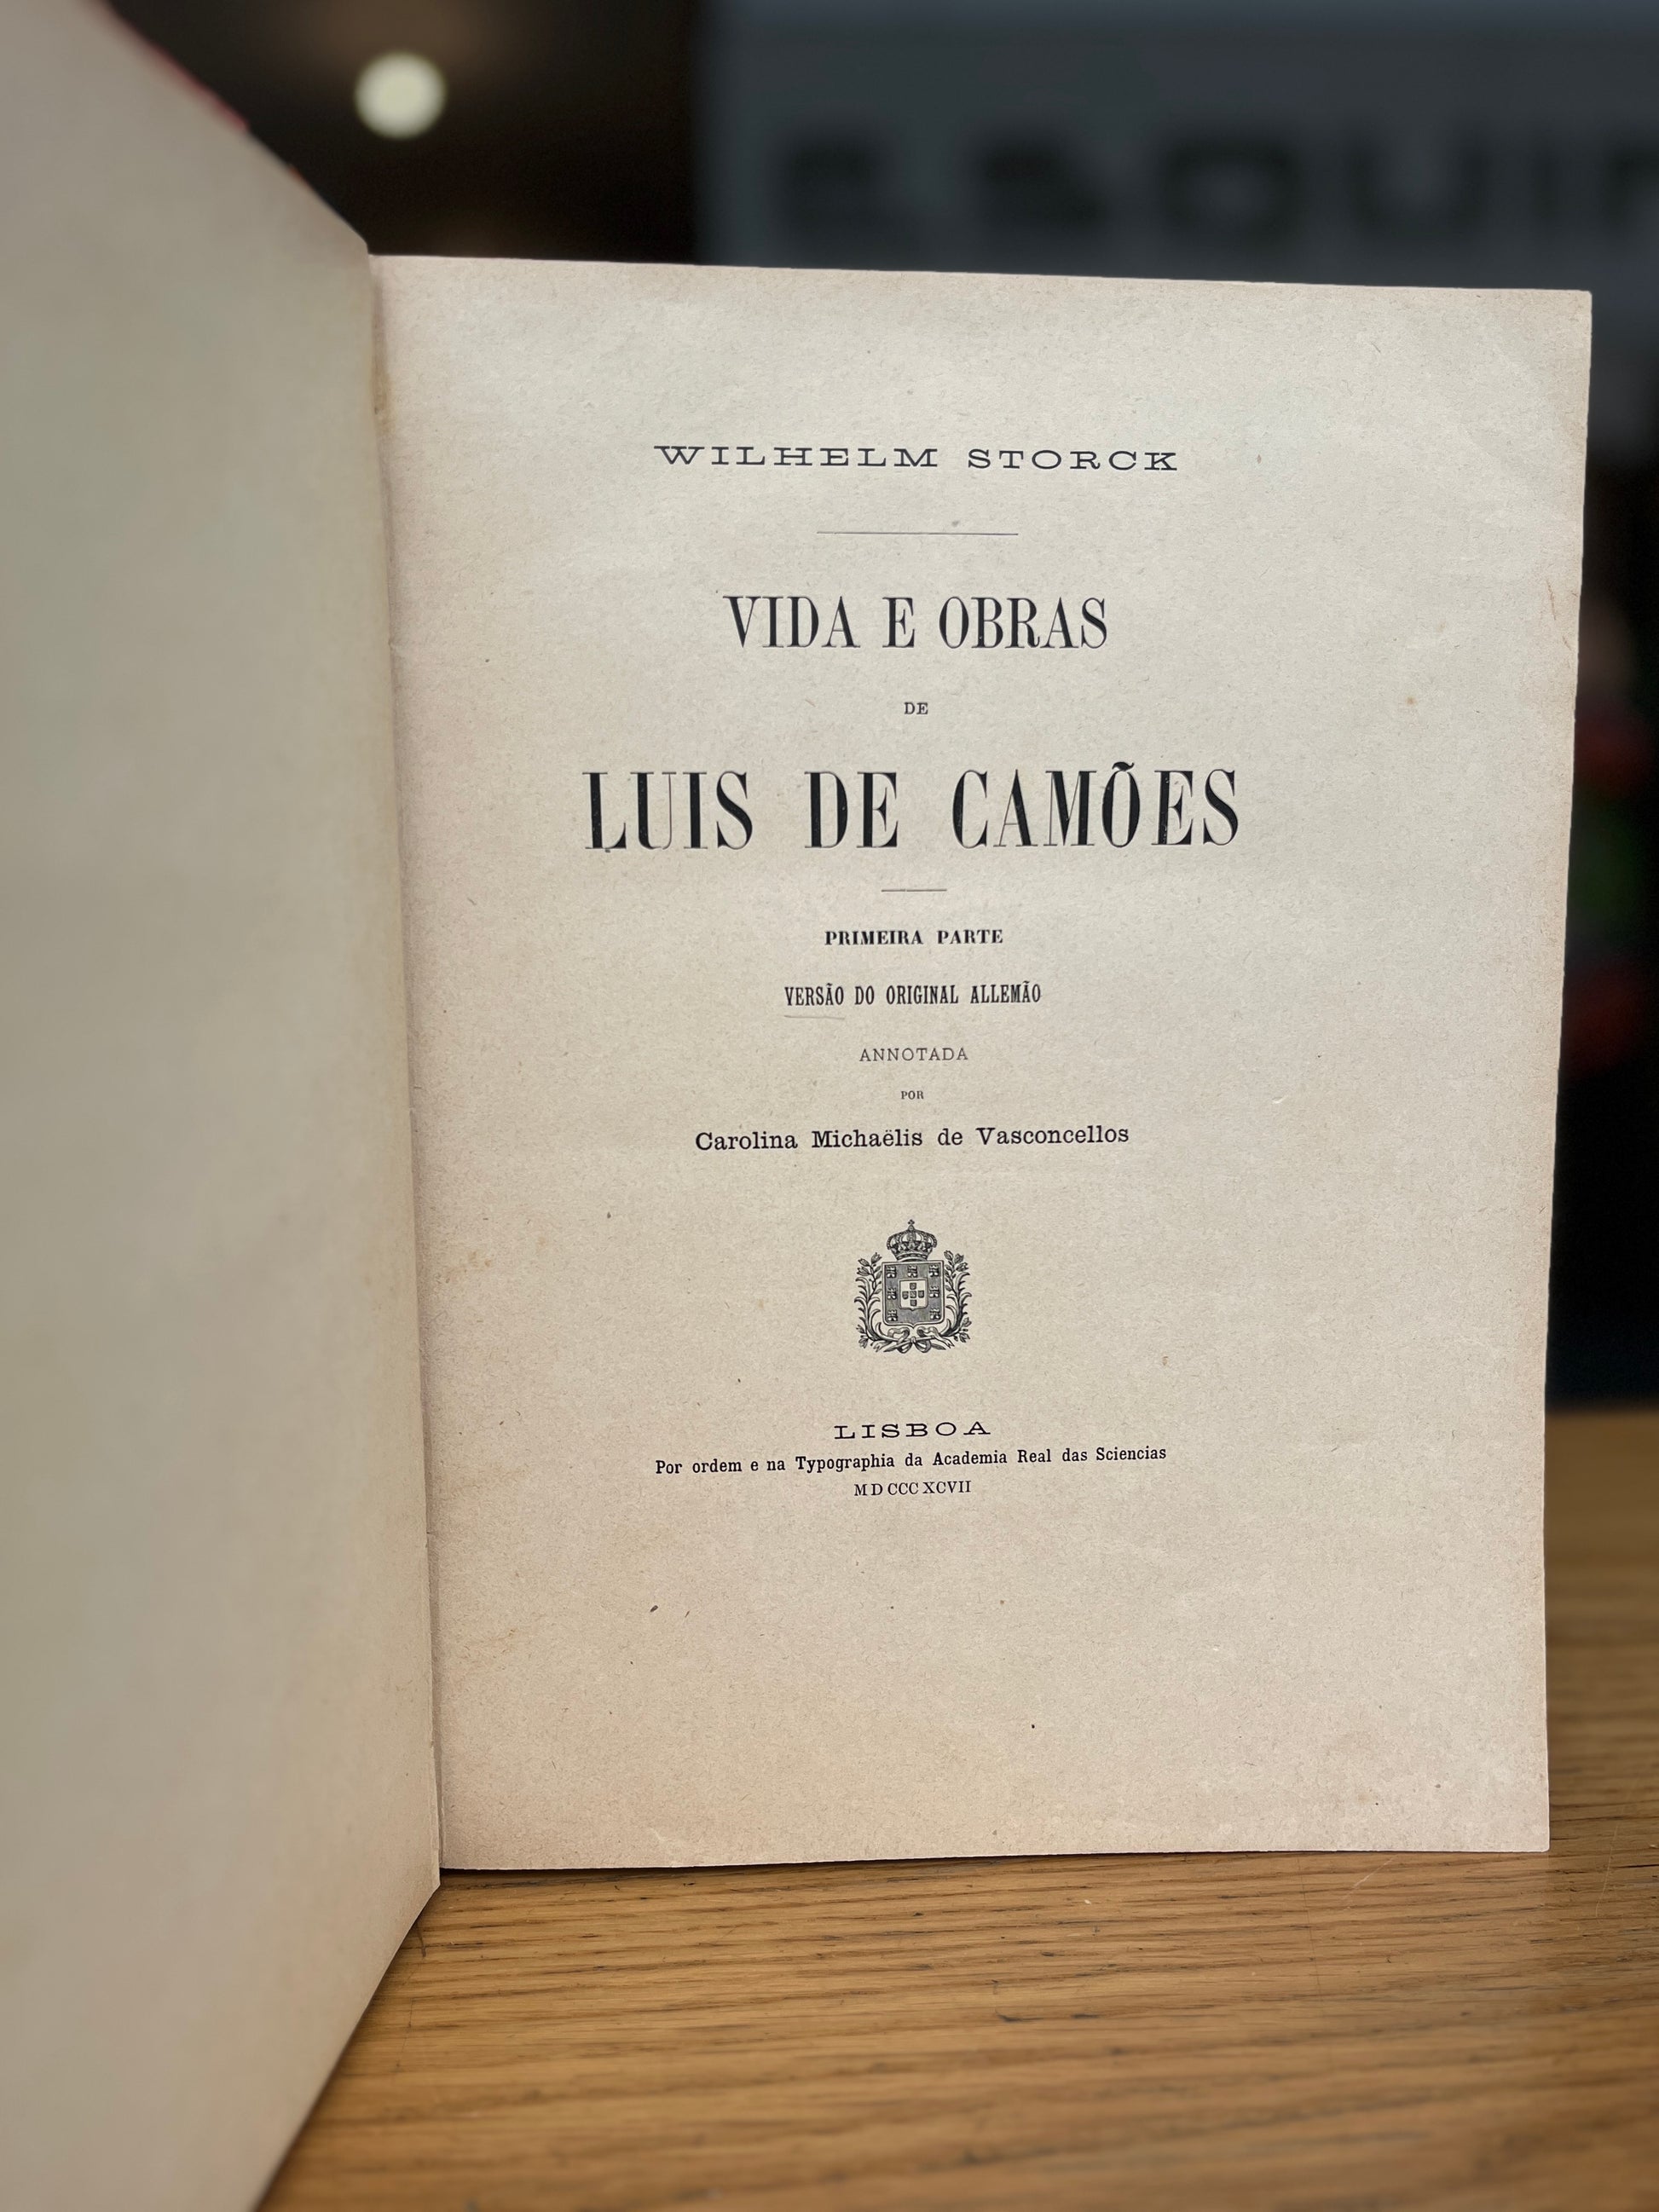 WILHELM STORCK
VIDA E OBRAS
DE
LUIS DE CAMÕES
PRIMEIRA PARTE
VERSÃO DO ORIGINAL ALLEMÃO
ANNOTADA
POR
Carolina Michaëlis de Vasconcellos
LISBOA
Por ordem e na Typographia da Academia Real das Sciencias
MDCCCXCVII